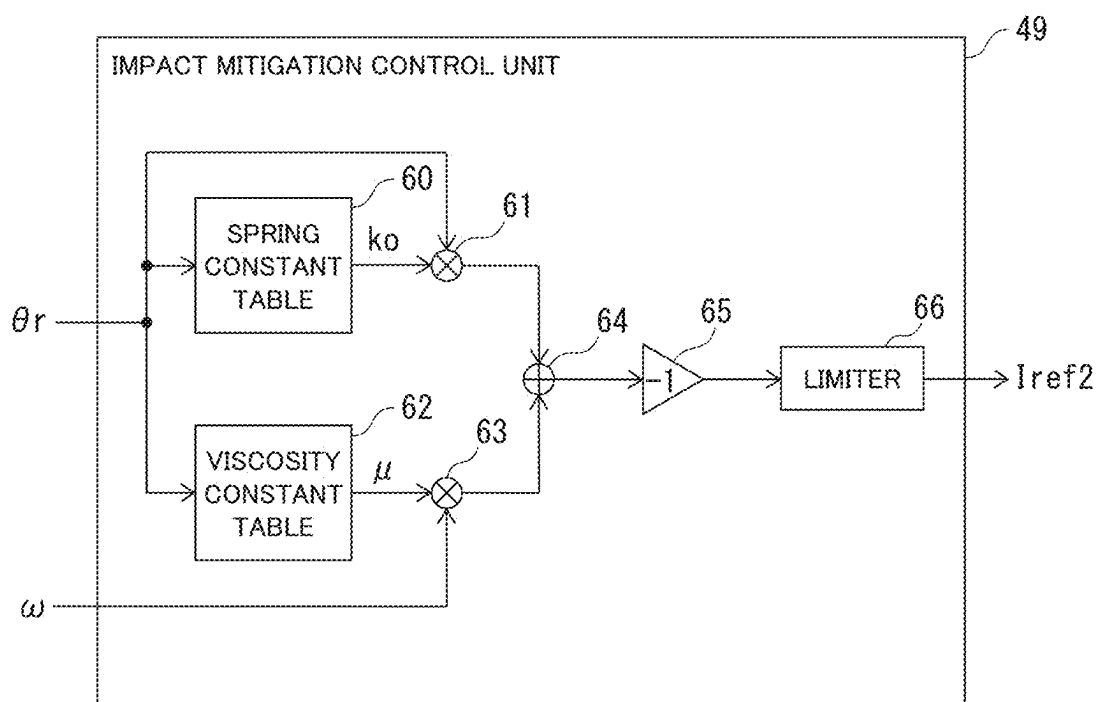 49
IMPACT MITIGATION CONTROL UNIT
60
SPRING
CONSTANT
TABLE
ko
61
θr
64
65
-1
66
LIMITER
Iref2
62
VISCOSITY
CONSTANT
TABLE
μ
63
ω